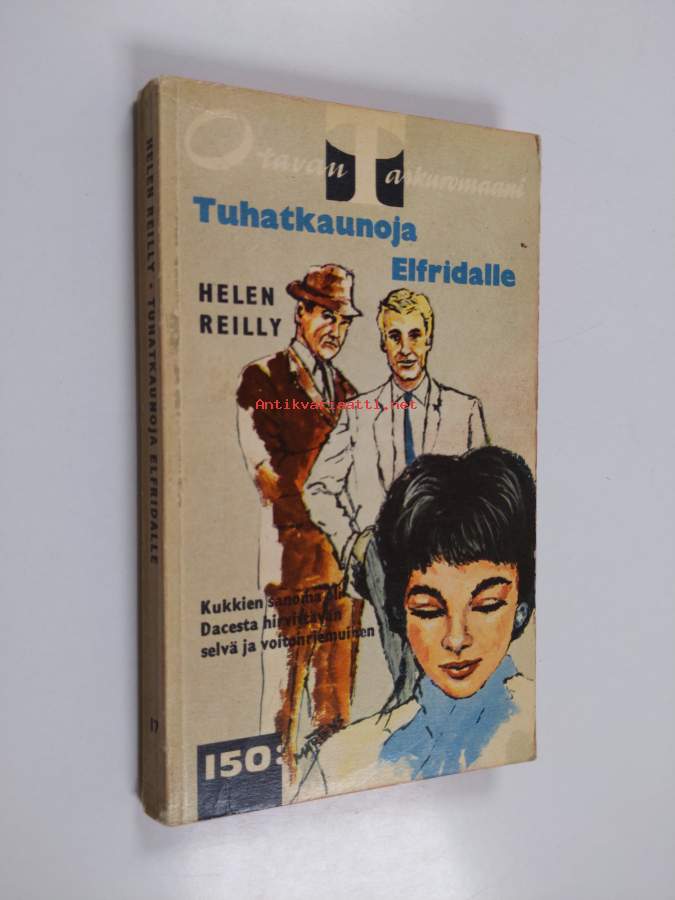 Otavan Taskuromaani
Tuhatkaunoja
Elfridalle
HELEN
REILLY
Antikvariaatti.net
Kukkien sanoma oli
Dacesta hirvittävän
selvä ja voitonriemuinen
150:
HELEN REILLY • TUHATKAUNOJA ELFRIDALLE
17